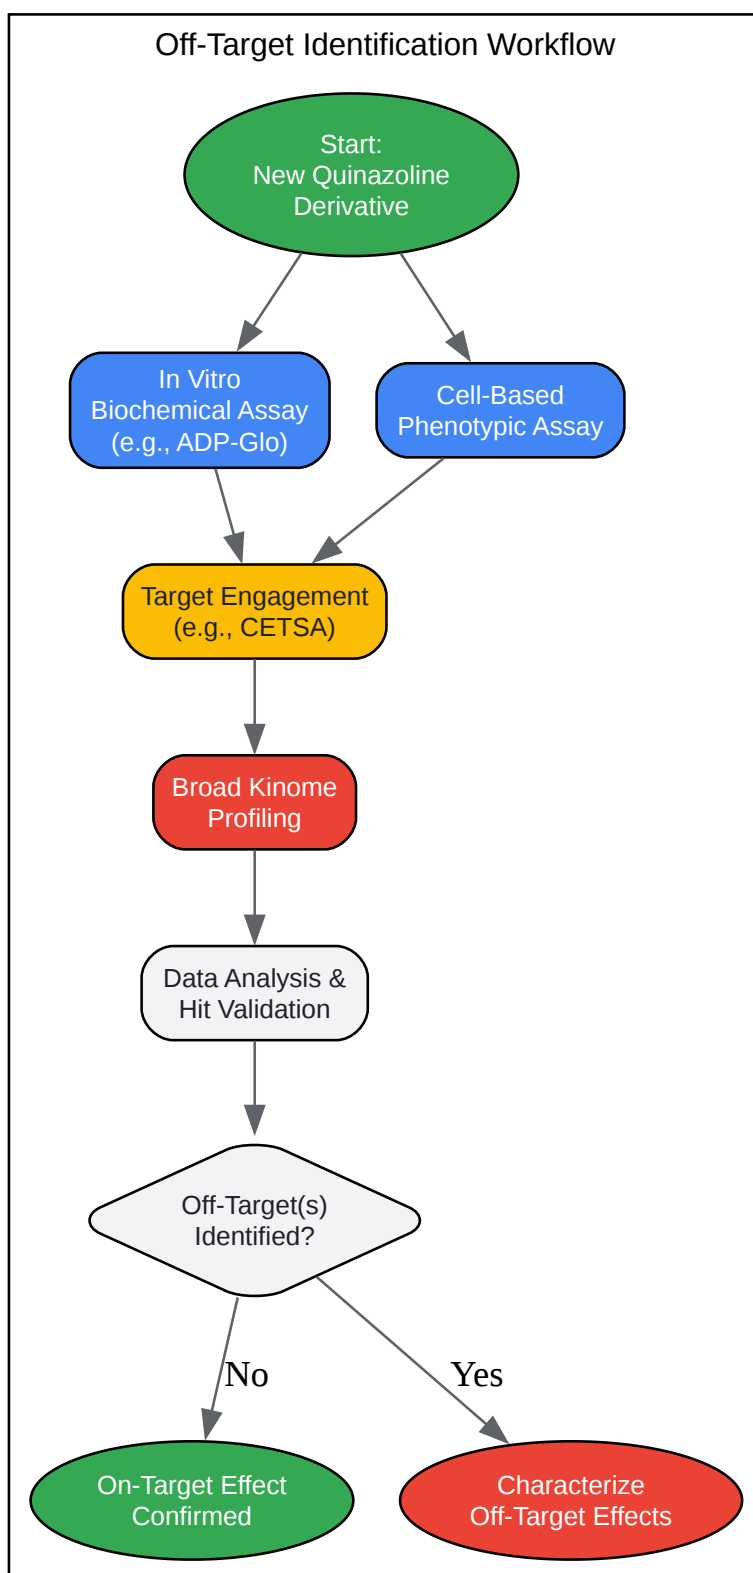 Off-Target Identification Workflow
Start:
New Quinazoline
Derivative
In Vitro
Biochemical Assay
(e.g., ADP-Glo)
Cell-Based
Phenotypic Assay
Target Engagement
(e.g., CETSA)
Broad Kinome
Profiling
Data Analysis &
Hit Validation
Off-Target(s)
Identified?
No
Yes
On-Target Effect
Confirmed
Characterize
Off-Target Effects